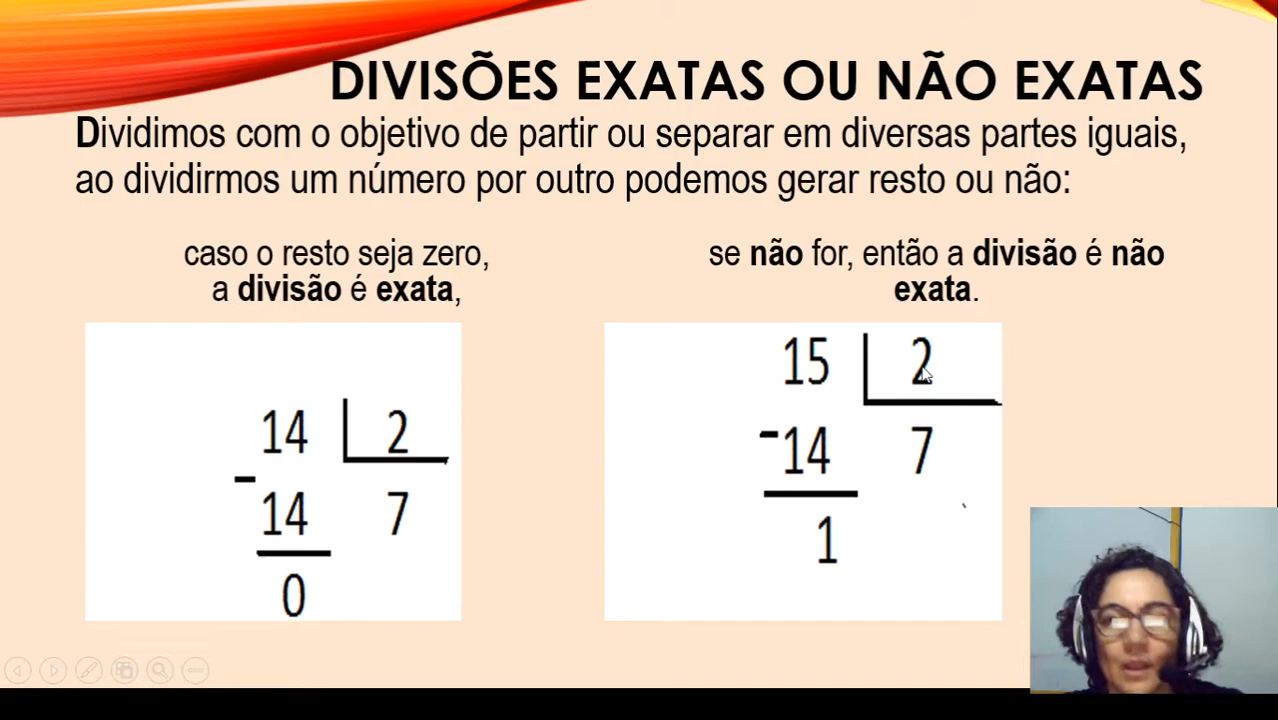 DIVISÕES EXATAS OU NÃO EXATAS
Dividimos com o objetivo de partir ou separar em diversas partes iguais,
ao dividirmos um número por outro podemos gerar resto ou não:
caso o resto seja zero,
a divisão é exata,
14 2
-
14 7
0
se não for, então a divisão é não
exata.
15 2
-14 7
1